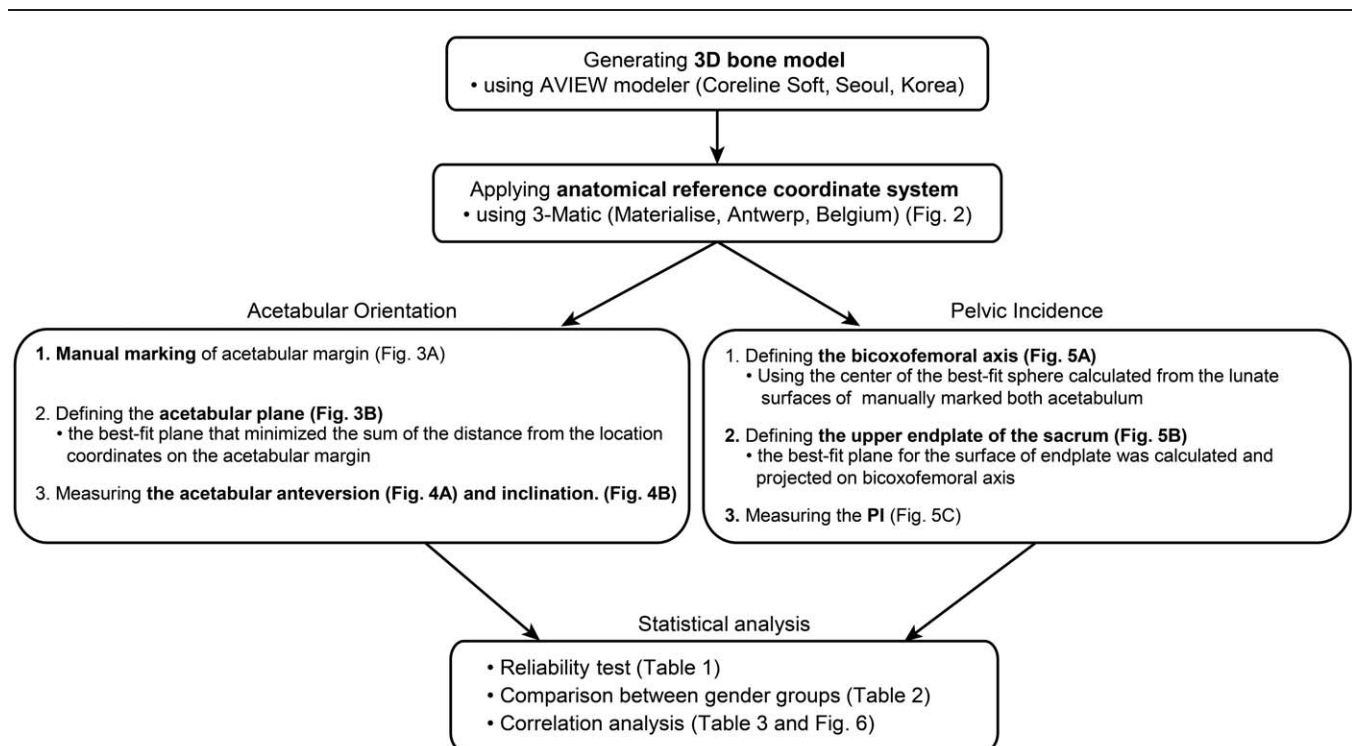 Generating 3D bone model
• using AVIEW modeler (Coreline Soft, Seoul, Korea)
Applying anatomical reference coordinate system
• using 3-Matic (Materialise, Antwerp, Belgium) (Fig. 2)
Acetabular Orientation
1. Manual marking of acetabular margin (Fig. 3A)
2. Defining the acetabular plane (Fig. 3B)
• the best-fit plane that minimized the sum of the distance from the location
coordinates on the acetabular margin
3. Measuring the acetabular anteversion (Fig. 4A) and inclination. (Fig. 4B)
Pelvic Incidence
1. Defining the bicoxofemoral axis (Fig. 5A)
• Using the center of the best-fit sphere calculated from the lunate
surfaces of manually marked both acetabulum
2. Defining the upper endplate of the sacrum (Fig. 5B)
• the best-fit plane for the surface of endplate was calculated and
projected on bicoxofemoral axis
3. Measuring the PI (Fig. 5C)
Statistical analysis
• Reliability test (Table 1)
• Comparison between gender groups (Table 2)
• Correlation analysis (Table 3 and Fig. 6)